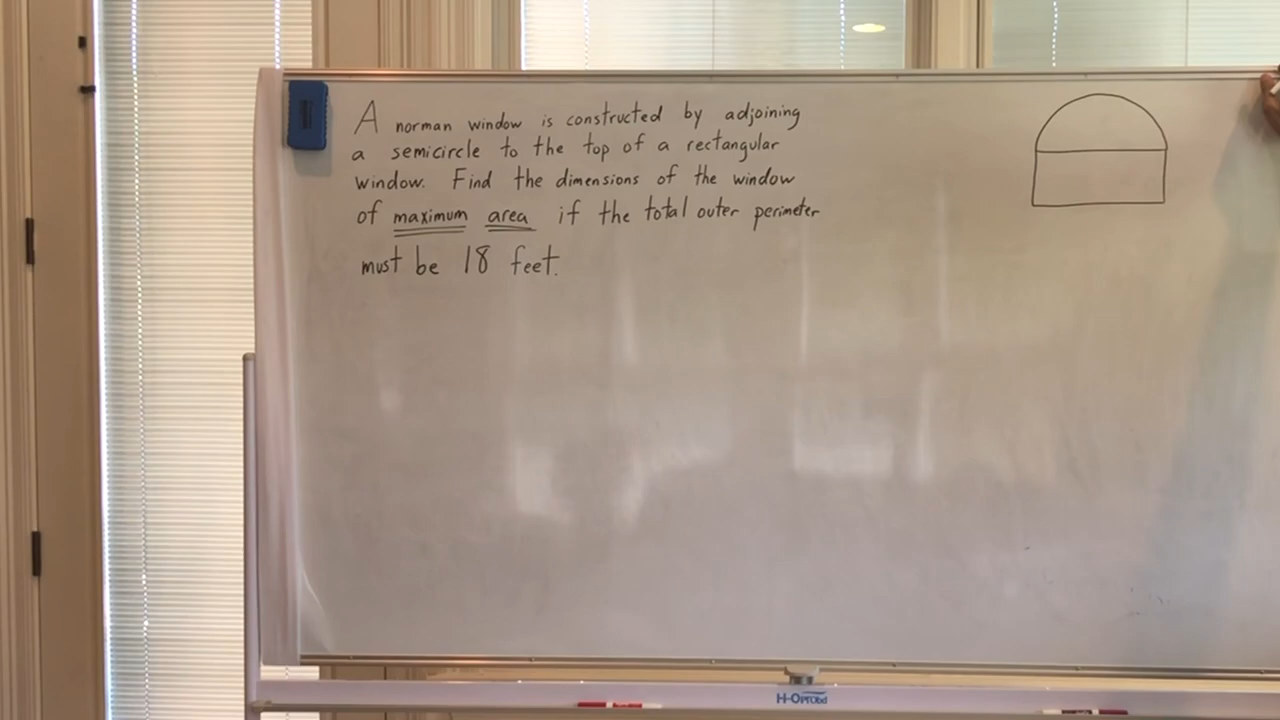 A norman window is constructed by adjoining
a semicircle to the top of a rectangular
window. Find the dimensions of the window
of maximum area if the total outer perimeter
must be 18 feet.